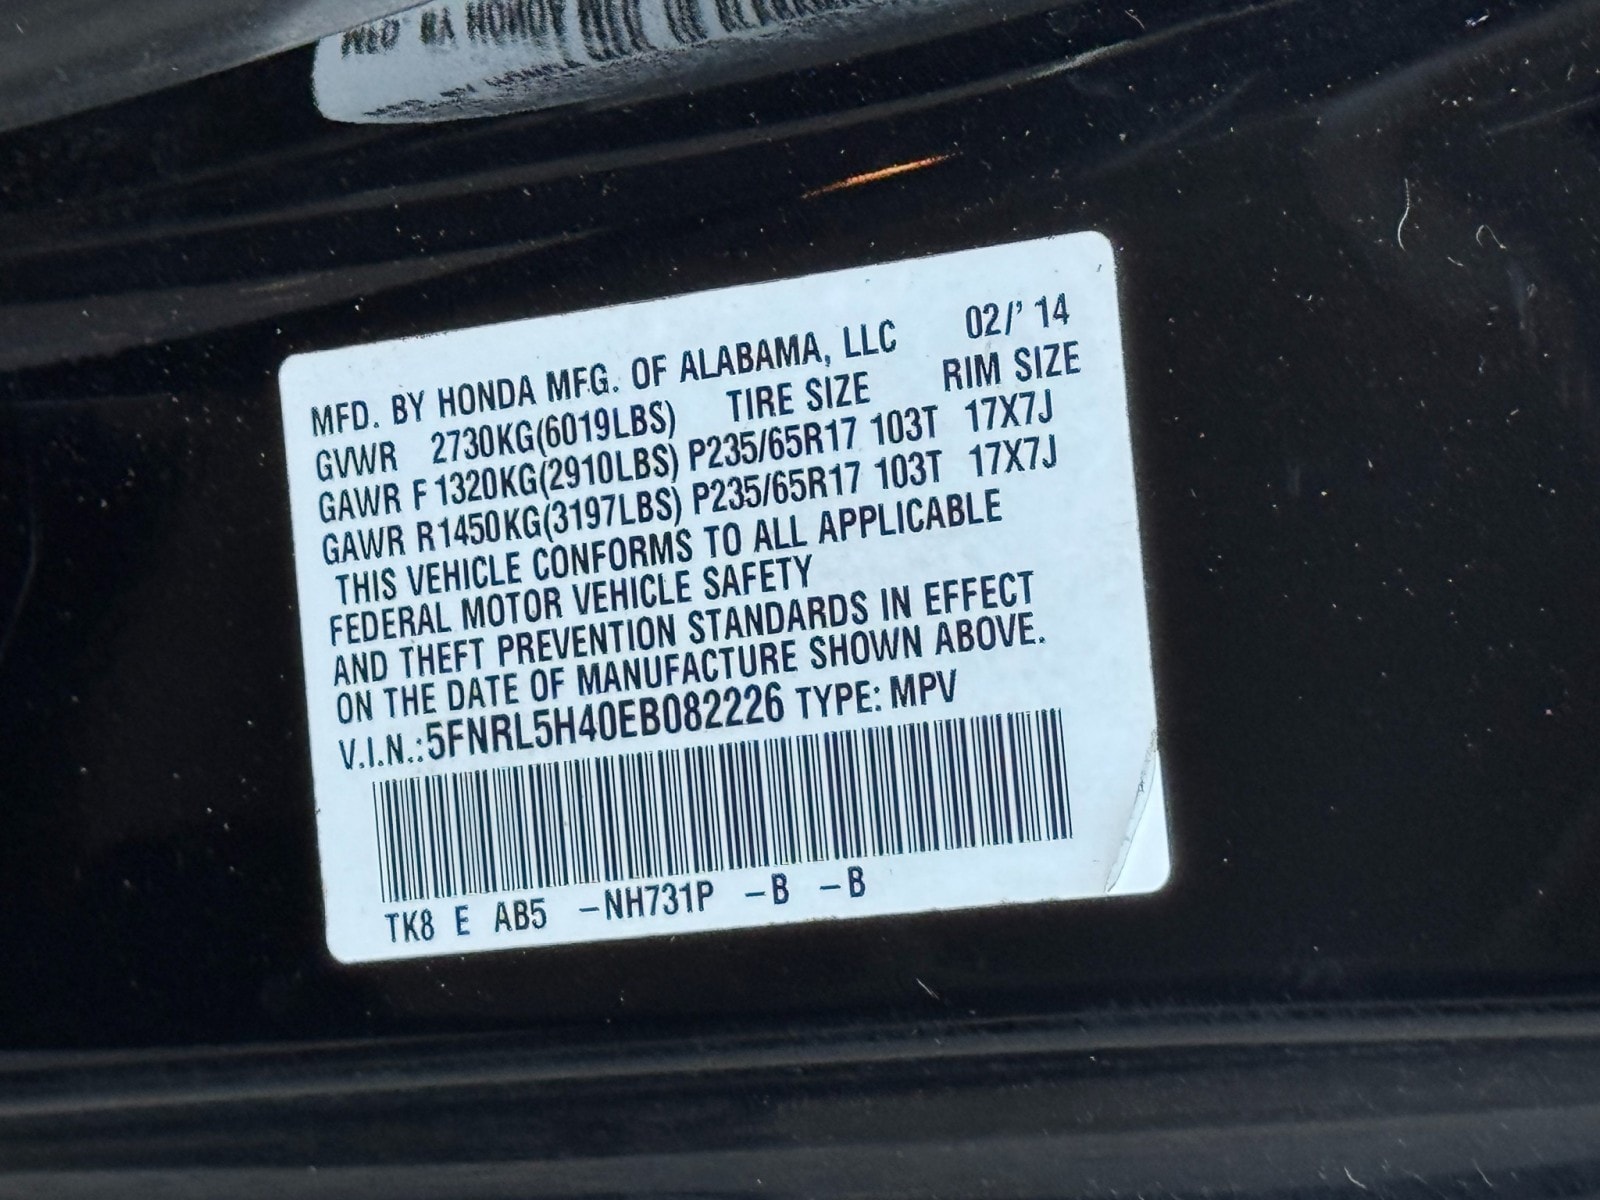 MFD. BY HONDA MFG. OF ALABAMA, LLC 02/' 14
GVWR 2730KG(6019LBS) TIRE SIZE RIM SIZE
GAWR F 1320KG(2910LBS) P235/65R17 103T 17X7J
GAWR R1450KG(3197LBS) P235/65R17 103T 17X7J
THIS VEHICLE CONFORMS TO ALL APPLICABLE
FEDERAL MOTOR VEHICLE SAFETY
AND THEFT PREVENTION STANDARDS IN EFFECT
ON THE DATE OF MANUFACTURE SHOWN ABOVE.
V.I.N.:5FNRL5H40EB082226 TYPE: MPV
TK8 E AB5 –NH731P –B –B